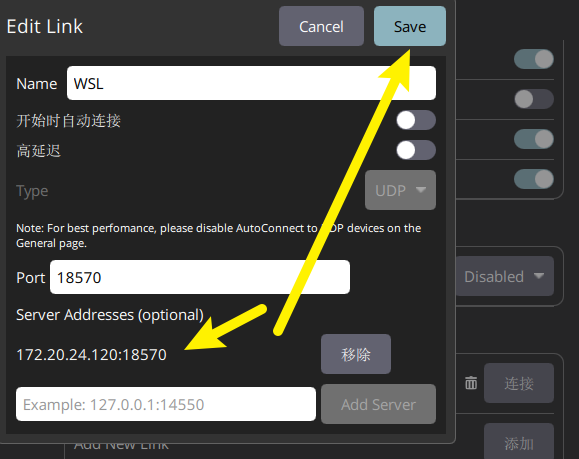 Edit Link
Cancel
Save
Name
WSL
开始时自动连接
高延迟
Type
UDP
Note: For best perfomance, please disable AutoConnect to UDP devices on the
General page.
Port
18570
Server Addresses (optional)
172.20.24.120:18570
移除
Example: 127.0.0.1:14550
Add Server
Disabled
连接
Add New Link
添加